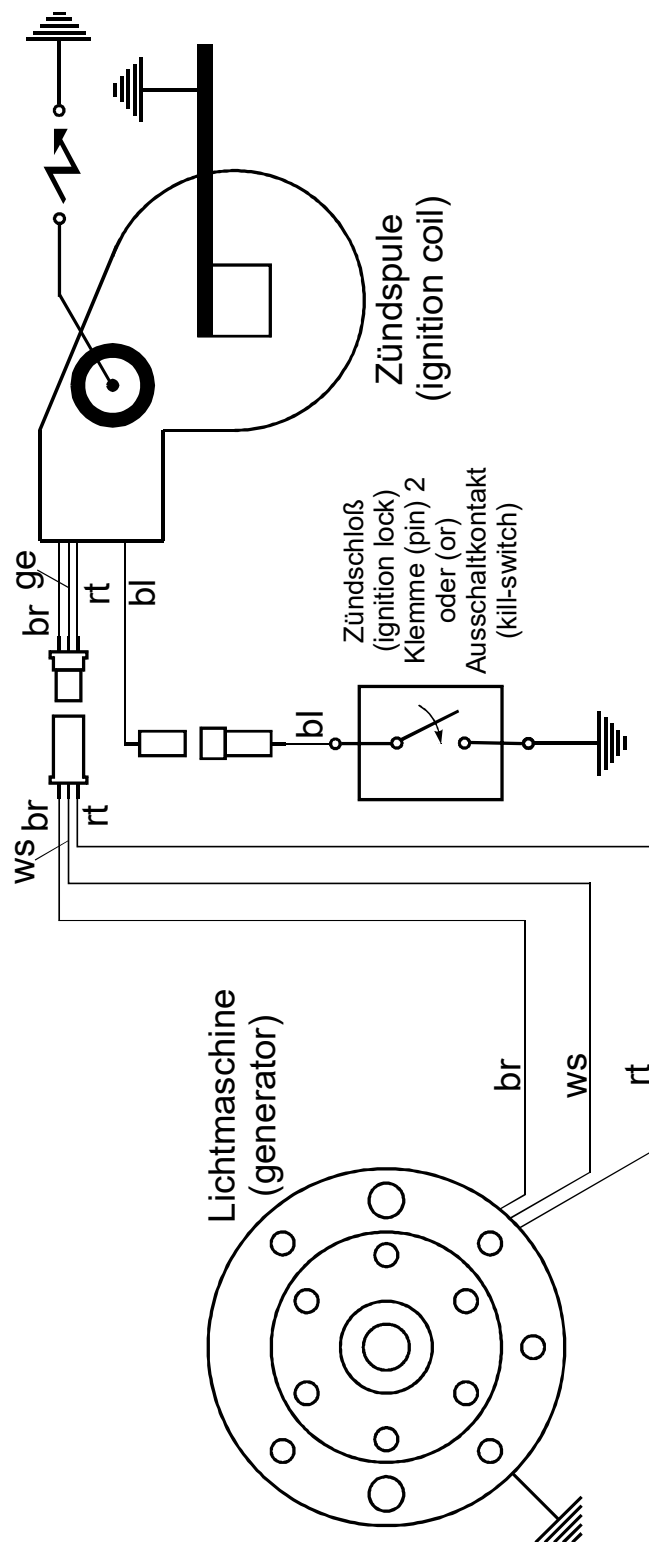 Zündspule
(ignition coil)
br
ge
rt
bl
Zündschloß
(ignition lock)
Klemme (pin) 2
oder (or)
Ausschaltkontakt
(kill-switch)
bl
ws
br
rt
Lichtmaschine
(generator)
br
ws
rt